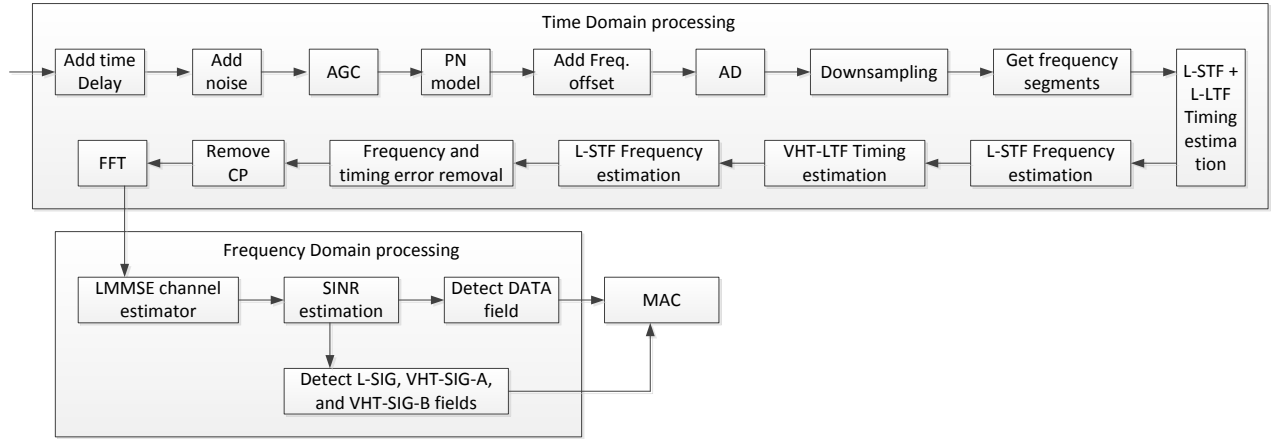 Time Domain processing
Add time
Delay
Add
noise
AGC
PN
model
Add Freq.
offset
AD
Downsampling
Get frequency
segments
L-STF +
L-LTF
Timing
estima
tion
L-STF Frequency
estimation
VHT-LTF Timing
estimation
L-STF Frequency
estimation
Frequency and
timing error removal
Remove
CP
FFT
Frequency Domain processing
LMMSE channel
estimator
SINR
estimation
Detect DATA
field
MAC
Detect L-SIG, VHT-SIG-A,
and VHT-SIG-B fields